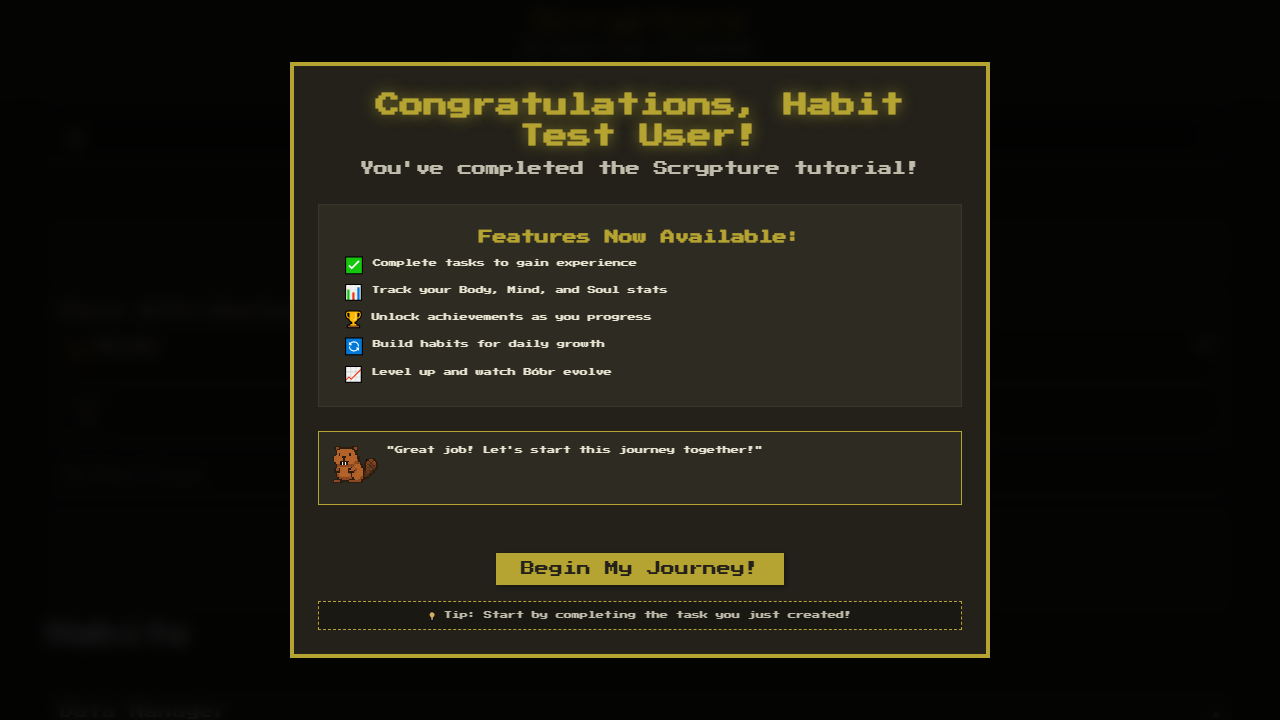 Congratulations, Habit
Test User!
You've completed the Scrypture tutorial!
Features Now Available:
Complete tasks to gain experience
Track your Body, Mind, and Soul stats
Unlock achievements as you progress
Build habits for daily growth
Level up and watch Bóbr evolve
"Great job! Let's start this journey together!"
Begin My Journey!
Tip: Start by completing the task you just created!
Habits